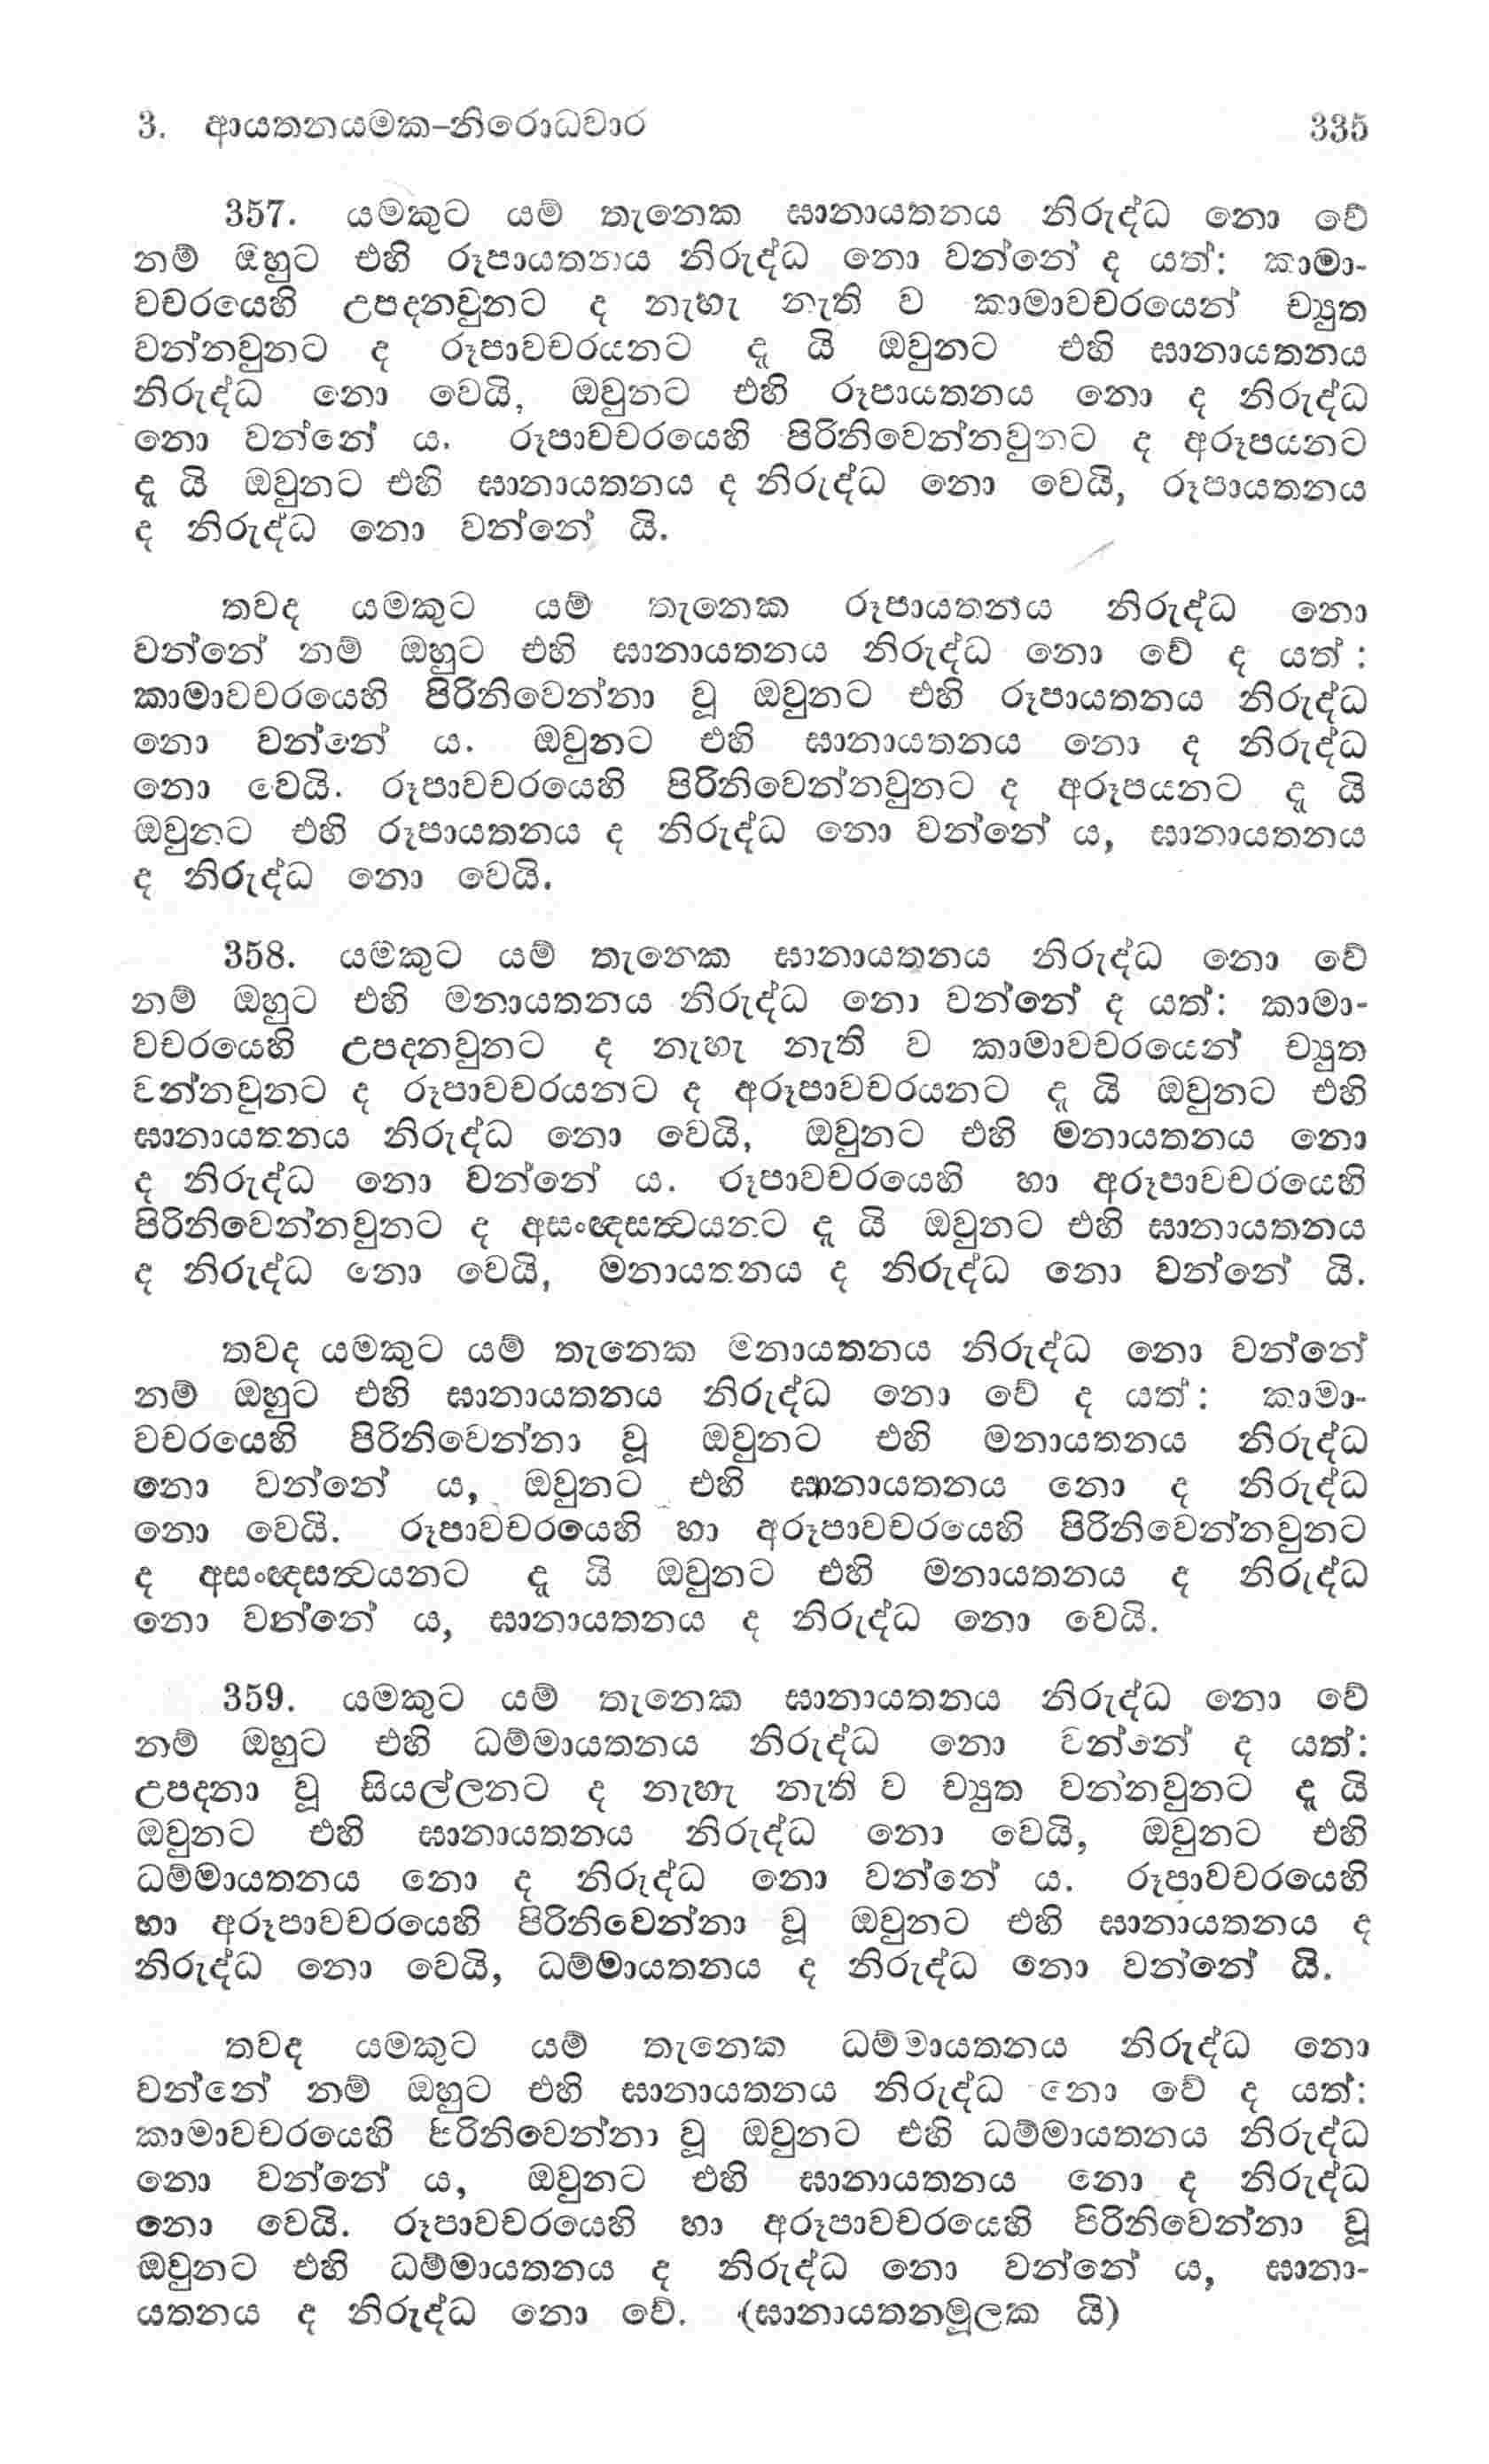 3. ආයතනයමක–නිරොධවාර 335
357. යමකුට යම් තැනෙක ඝානායතනය නිරුද්ධ නො වේ
නම් ඔහුට එහි රූපායතනය නිරුද්ධ නො වන්නේ ද යත්: කාමා-
වචරයෙහි උපදනවුනට ද නැහැ නැති ව කාමාවචරයෙන් ච්‍යුත
වන්නවුනට ද රූපාවචරයනට දැ යි ඔවුනට එහි ඝානායතනය
නිරුද්ධ නො වෙයි, ඔවුනට එහි රූපායතනය නො ද නිරුද්ධ
නො වන්නේ ය. රූපාවචරයෙහි පිරිනිවෙන්නවුනට ද අරූපයනට
දැ යි ඔවුනට එහි ඝානායතනය ද නිරුද්ධ නො වෙයි, රූපායතනය
ද නිරුද්ධ නො වන්නේ යි.
තවද යමකුට යම් තැනෙක රූපායතනය නිරුද්ධ නො
වන්නේ නම් ඔහුට එහි ඝානායතනය නිරුද්ධ නො වේ ද යත් :
කාමාවචරයෙහි පිරිනිවෙන්නා වූ ඔවුනට එහි රූපායතනය නිරුද්ධ
නො වන්නේ ය. ඔවුනට එහි ඝානායතනය නො ද නිරුද්ධ
නො වෙයි. රූපාවචරයෙහි පිරිනිවෙන්නවුනට ද අරූපයනට දැ යි
ඔවුනට එහි රූපායතනය ද නිරුද්ධ නො වන්නේ ය, ඝානායතනය
ද නිරුද්ධ නො වෙයි.
358. යමකුට යම් තැනෙක ඝානායතනය නිරුද්ධ නො වේ
නම් ඔහුට එහි මනායතනය නිරුද්ධ නො වන්නේ ද යත්: කාමා-
වචරයෙහි උපදනවුනට ද නැහැ නැති ව කාමාවචරයෙන් ච්‍යුත
වන්නවුනට ද රූපාවචරයනට ද අරූපාවචරයනට දැ යි ඔවුනට එහි
ඝානායතනය නිරුද්ධ නො වෙයි, ඔවුනට එහි මනායතනය නො
ද නිරුද්ධ නො වන්නේ ය. රූපාවචරයෙහි හා අරූපාවචරයෙහි
පිරිනිවෙන්නවුනට ද අසංඥසත්‍වයනට දැ යි ඔවුනට එහි ඝානායතනය
ද නිරුද්ධ නො වෙයි, මනායතනය ද නිරුද්ධ නො වන්නේ යි.
තවද යමකුට යම් තැනෙක මනායතනය නිරුද්ධ නො වන්නේ
නම් ඔහුට එහි ඝානායතනය නිරුද්ධ නො වේ ද යත්: කාමා-
වචරයෙහි පිරිනිවෙන්නා වූ ඔවුනට එහි මනායතනය නිරුද්ධ
නො වන්නේ ය, ඔවුනට එහි ඝානායතනය නො ද නිරුද්ධ
නො වෙයි. රූපාවචරයෙහි හා අරූපාවචරයෙහි පිරිනිවෙන්නවුනට
ද අසංඥසත්‍වයනට දැ යි ඔවුනට එහි මනායතනය ද නිරුද්ධ
නො වන්නේ ය, ඝානායතනය ද නිරුද්ධ නො වෙයි.
359. යමකුට යම් තැනෙක ඝානායතනය නිරුද්ධ නො වේ
නම් ඔහුට එහි ධම්මායතනය නිරුද්ධ නො වන්නේ ද යත්:
උපදනා වූ සියල්ලනට ද නැහැ නැති ව ච්‍යුත වන්නවුනට දැ යි
ඔවුනට එහි ඝානායතනය නිරුද්ධ නො වෙයි, ඔවුනට එහි
ධම්මායතනය නො ද නිරුද්ධ නො වන්නේ ය. රූපාවචරයෙහි
හා අරූපාවචරයෙහි පිරිනිවෙන්නා වූ ඔවුනට එහි ඝානායතනය ද
නිරුද්ධ නො වෙයි, ධම්මායතනය ද නිරුද්ධ නො වන්නේ යි.
තවද යමකුට යම් තැනෙක ධම්මායතනය නිරුද්ධ නො
වන්නේ නම් ඔහුට එහි ඝානායතනය නිරුද්ධ නො වේ ද යත්:
කාමාවචරයෙහි පිරිනිවෙන්නා වූ ඔවුනට එහි ධම්මායතනය නිරුද්ධ
නො වන්නේ ය, ඔවුනට එහි ඝානායතනය නො ද නිරුද්ධ
නො වෙයි. රූපාවචරයෙහි හා අරූපාවචරයෙහි පිරිනිවෙන්නා වූ
ඔවුනට එහි ධම්මායතනය ද නිරුද්ධ නො වන්නේ ය, ඝානා-
යතනය ද නිරුද්ධ නො වේ. (ඝානායතනමූලක යි)